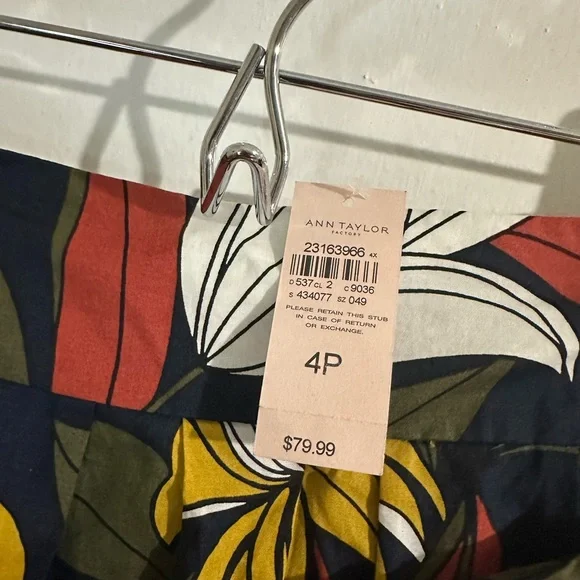 ANN TAYLOR
FACTORY
23163966 4X
D 537 CL 2 C 9036
S 434077 SZ 049
PLEASE RETAIN THIS STUB
IN CASE OF RETURN
OR EXCHANGE.
4P
$79.99